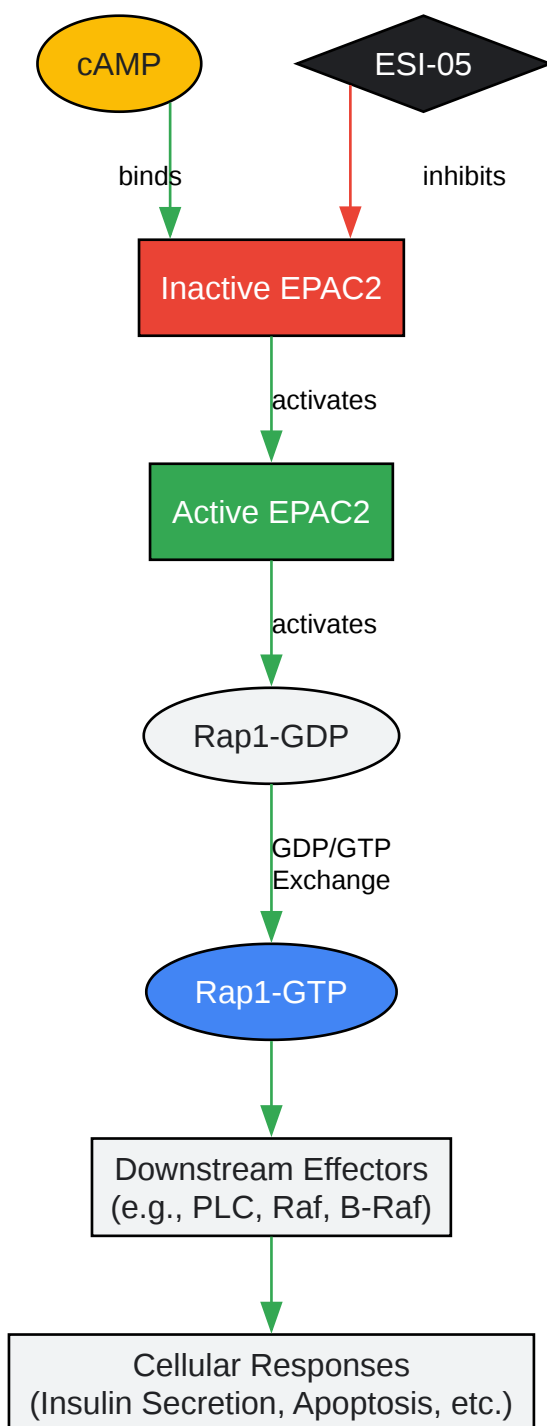 cAMP
ESI-05
binds
inhibits
Inactive EPAC2
activates
Active EPAC2
activates
Rap1-GDP
GDP/GTP
Exchange
Rap1-GTP
Downstream Effectors
(e.g., PLC, Raf, B-Raf)
Cellular Responses
(Insulin Secretion, Apoptosis, etc.)